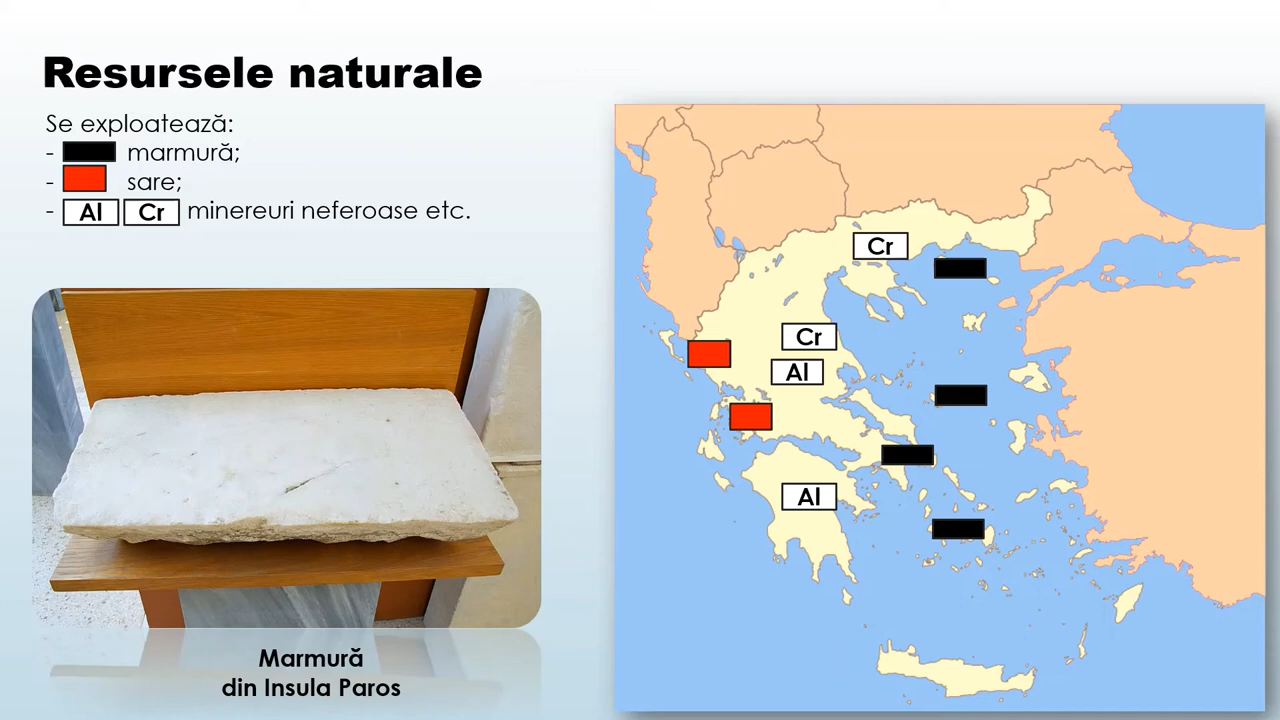 Resursele naturale
Se exploatează:
- marmură;
- sare;
- Al Cr minereuri neferoase etc.
Cr
Cr
Al
Al
Marmură
din Insula Paros